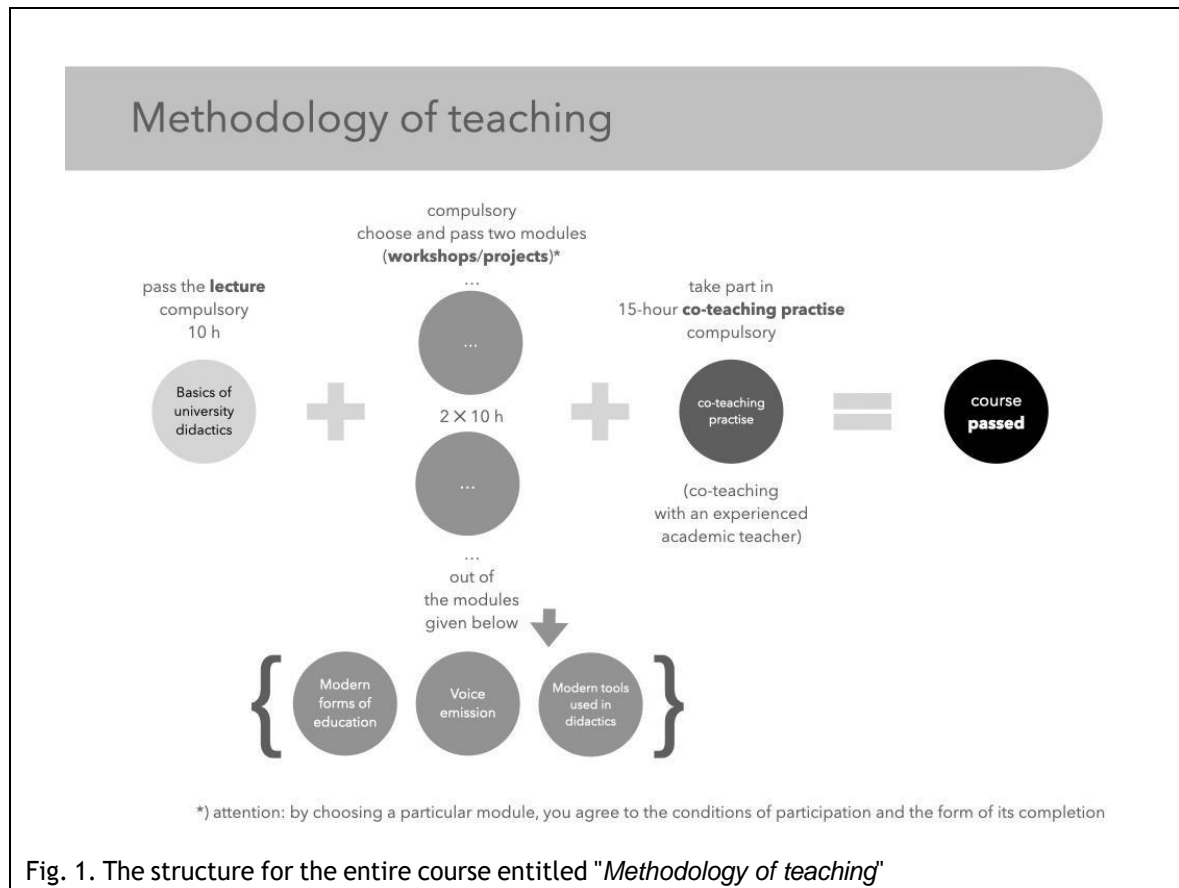 Methodology of teaching
pass the lecture
compulsory
10 h
Basics of
university
didactics
compulsory
choose and pass two modules
(workshops/projects)*
...
...
2 × 10 h
...
...
out of
the modules
given below
take part in
15-hour co-teaching practise
compulsory
co-teaching
practise
(co-teaching
with an experienced
academic teacher)
course
passed
{
Modern
forms of
education
Voice
emission
Modern tools
used in
didactics
}
*) attention: by choosing a particular module, you agree to the conditions of participation and the form of its completion
Fig. 1. The structure for the entire course entitled "Methodology of teaching"